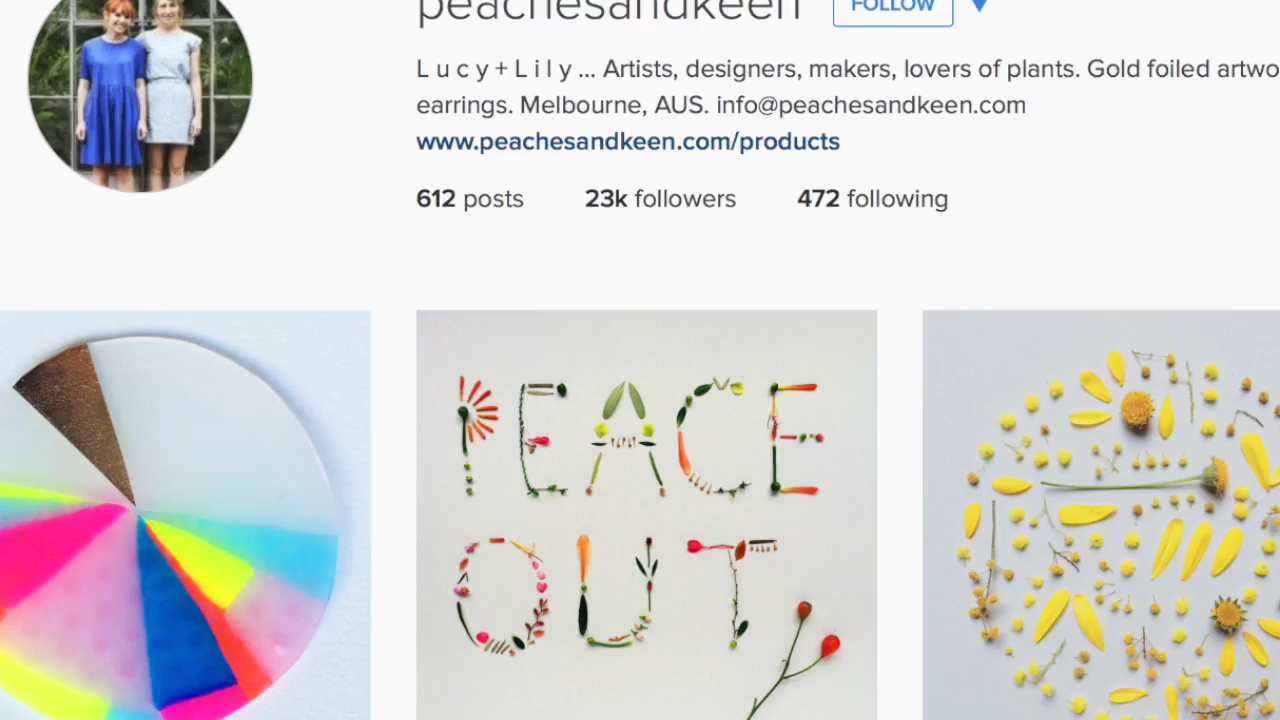 peachesandkeen FOLLOW
L u c y + L i l y ... Artists, designers, makers, lovers of plants. Gold foiled artwo
earrings. Melbourne, AUS. info@peachesandkeen.com
www.peachesandkeen.com/products
612 posts 23k followers 472 following
PEACE
OUT